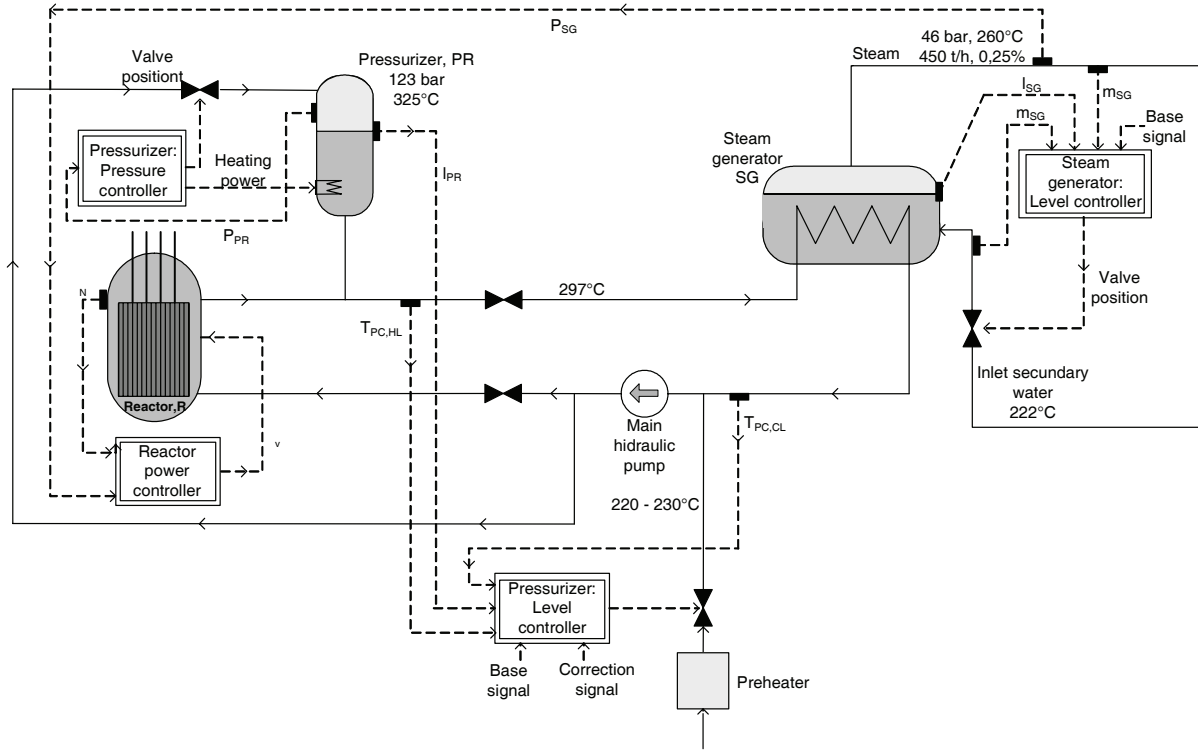 P_SG
46 bar, 260°C
450 t/h, 0,25%
Steam
Valve
positiont
Pressurizer, PR
123 bar
325°C
l_SG
m_SG
m_SG
Base
signal
Pressurizer:
Pressure
controller
Heating
power
l_PR
P_PR
Steam
generator
SG
Steam
generator:
Level controller
Valve
position
N
297°C
T_PC,HL
Reactor,R
Inlet secundary
water
222°C
Main
hidraulic
pump
T_PC,CL
Reactor
power
controller
v
220 - 230°C
Pressurizer:
Level
controller
Base
signal
Correction
signal
Preheater